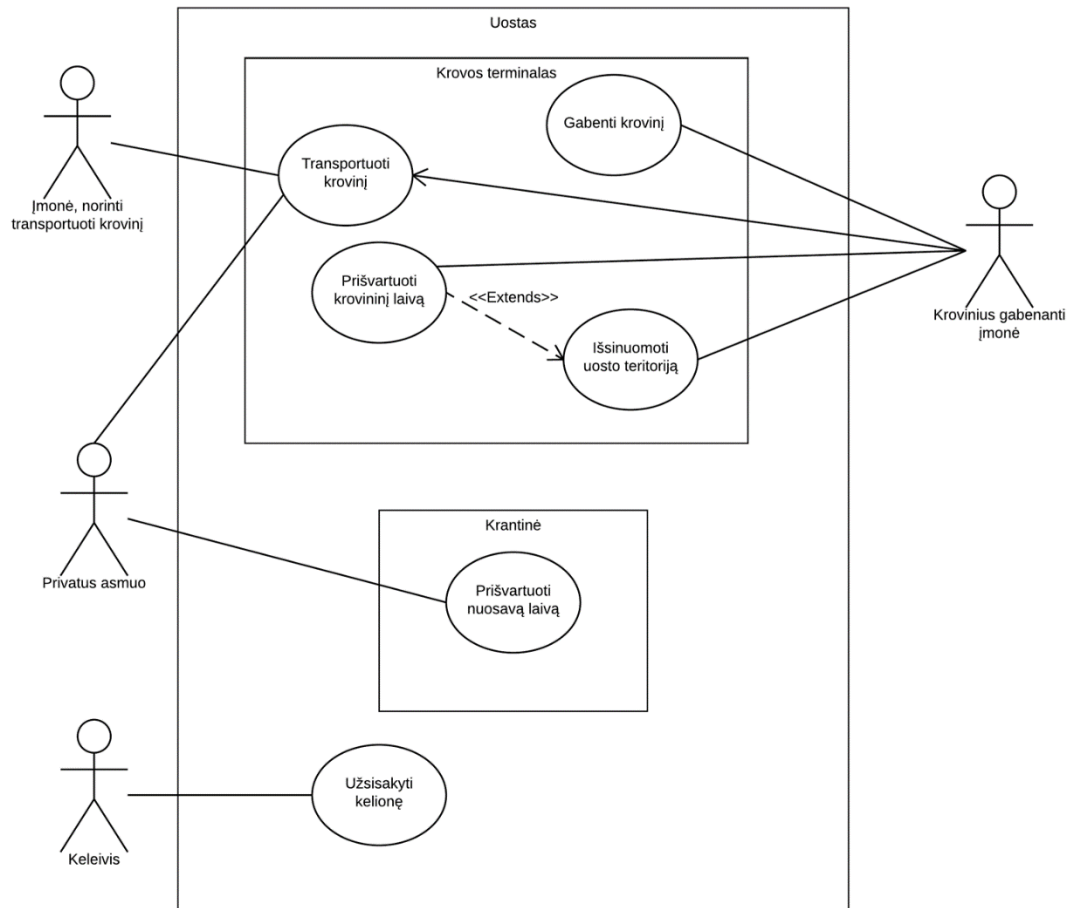 Uostas
Krovos terminalas
Gabenti krovinį
Transportuoti
krovinį
Įmonė, norinti
transportuoti krovinį
Prišvartuoti
krovininį laivą
<<Extends>>
Išsinuomoti
uosto teritoriją
Krovinius gabenanti
įmonė
Krantinė
Privatus asmuo
Prišvartuoti
nuosavą laivą
Užsisakyti
kelionę
Keleivis